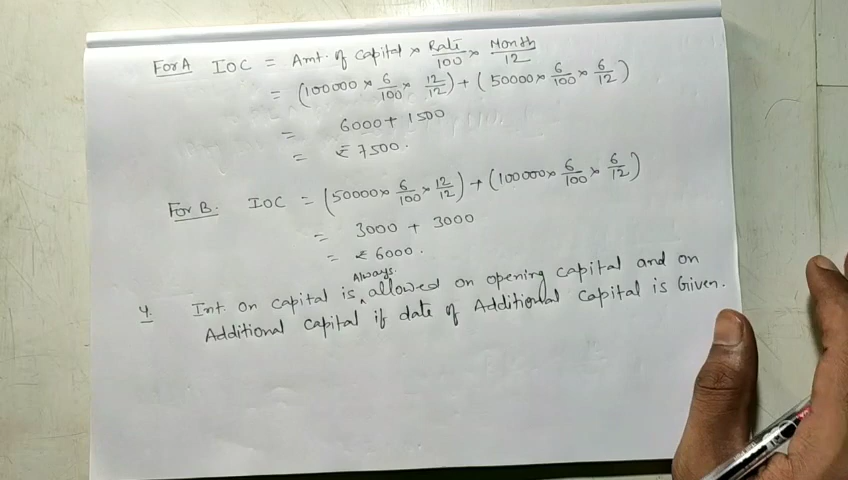 For A IOC = Amt. of Capital × Rate/100 × Month/12
= (100000 × 6/100 × 12/12) + (50000 × 6/100 × 6/12)
= 6000 + 1500
= ₹ 7500.
For B. IOC = (50000 × 6/100 × 12/12) + (100000 × 6/100 × 6/12)
= 3000 + 3000
= ₹ 6000.
4. Int. on capital is Always. allowed on opening capital and on
Additional capital if date of Additional Capital is Given.